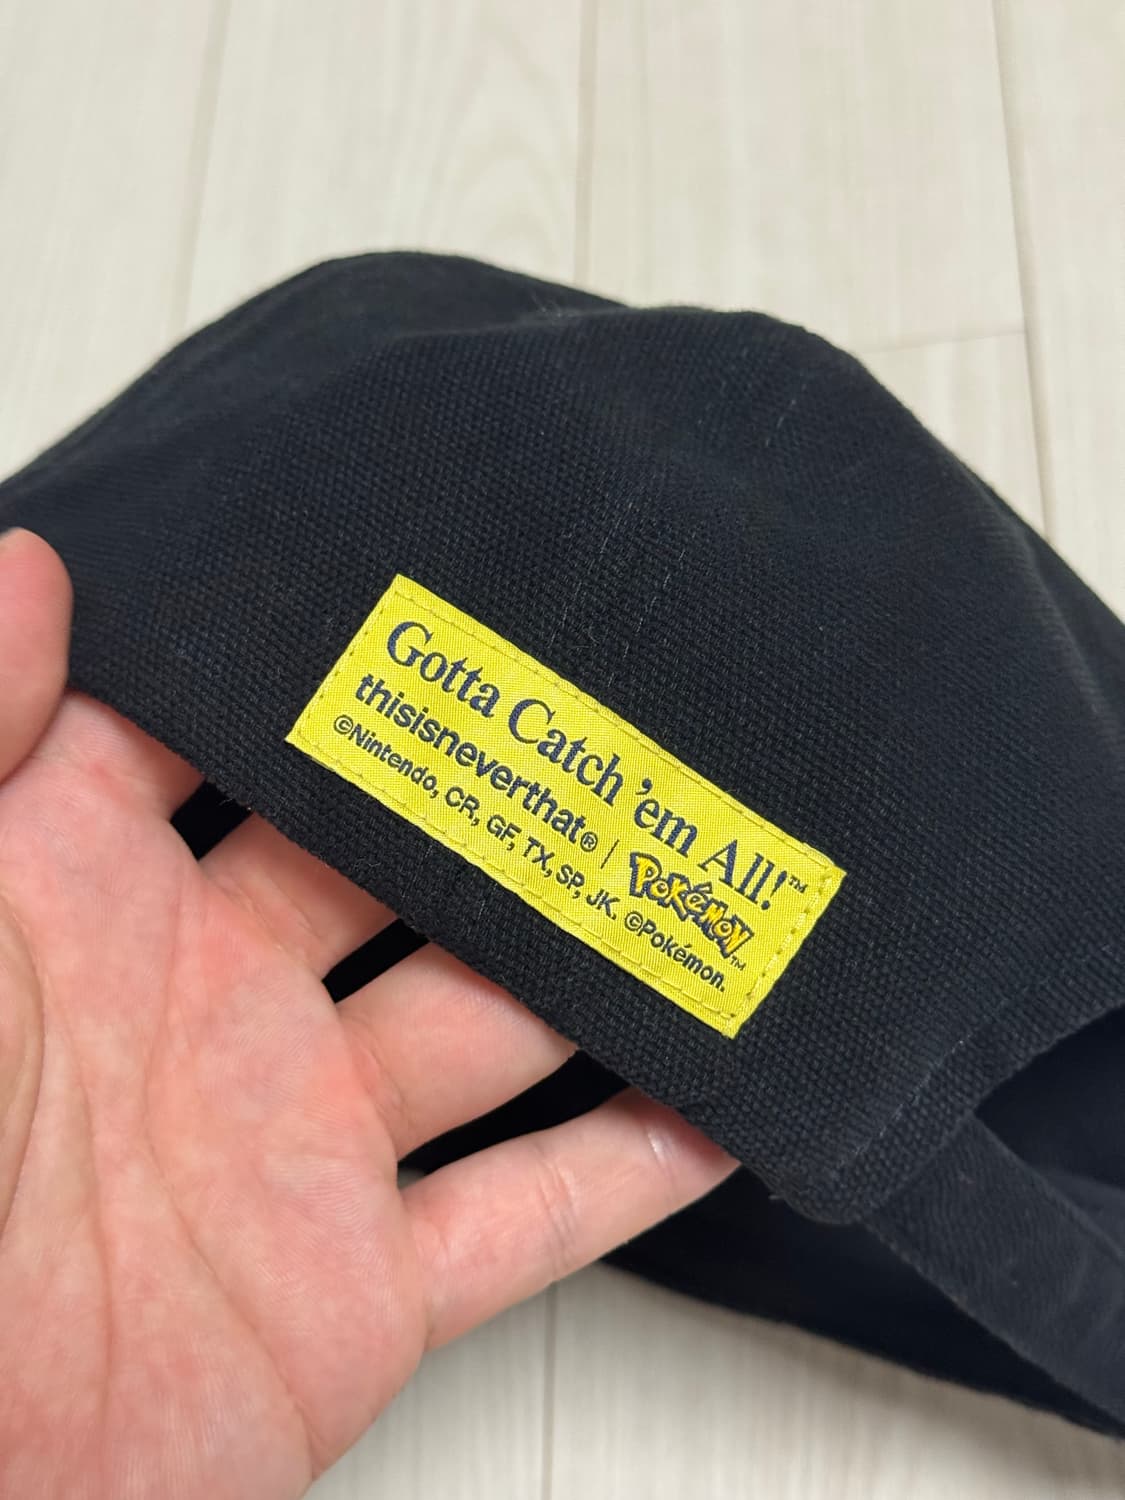 Gotta Catch 'em All!™
thisisneverthat® | POKéMON™
©Nintendo, CR, GF, TX, SP, JK. ©Pokémon.